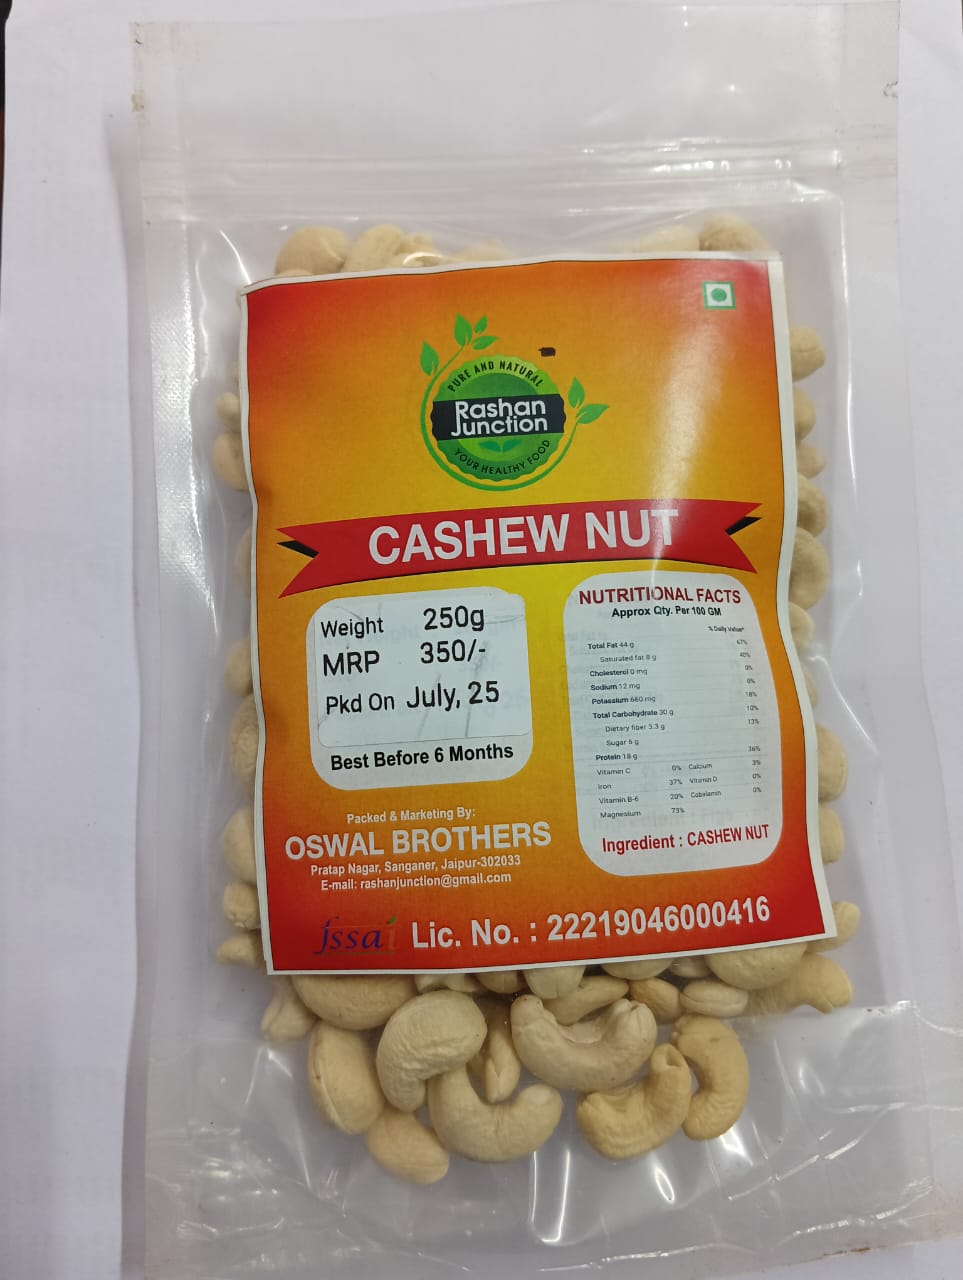 PURE AND NATURAL
Rashan
Junction
YOUR HEALTHY FOOD
CASHEW NUT
Weight 250g
MRP 350/-
Pkd On July, 25
Best Before 6 Months
NUTRITIONAL FACTS
Approx Qty. Per 100 GM
% Daily Value*
Total Fat 44 g 67%
Saturated fat 8 g 40%
Cholesterol 0 mg 0%
Sodium 12 mg 0%
Potassium 660 mg 18%
Total Carbohydrate 30 g 10%
Dietary fiber 3.3 g 13%
Sugar 6 g
Protein 18 g 36%
Vitamin C 0% Calcium 3%
Iron 37% Vitamin D 0%
Vitamin B-6 20% Cobalamin 0%
Magnesium 73%
Ingredient : CASHEW NUT
Packed & Marketing By:
OSWAL BROTHERS
Pratap Nagar, Sanganer, Jaipur-302033
E-mail: rashanjunction@gmail.com
fssai Lic. No. : 22219046000416